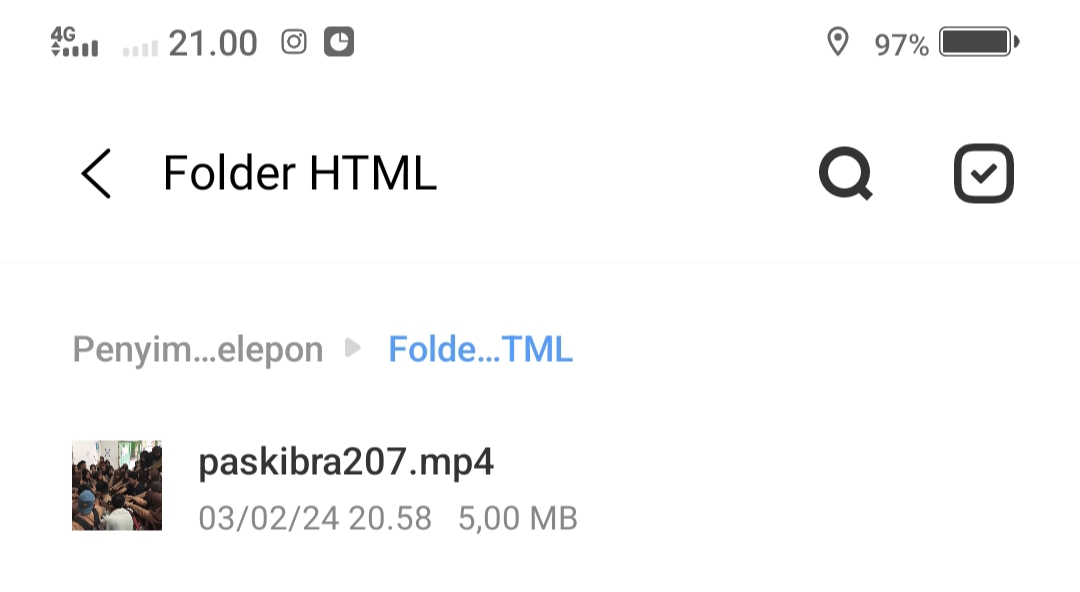 4G 21.00 97%
Folder HTML
Penyim...elepon Folde...TML
paskibra207.mp4
03/02/24 20.58 5,00 MB